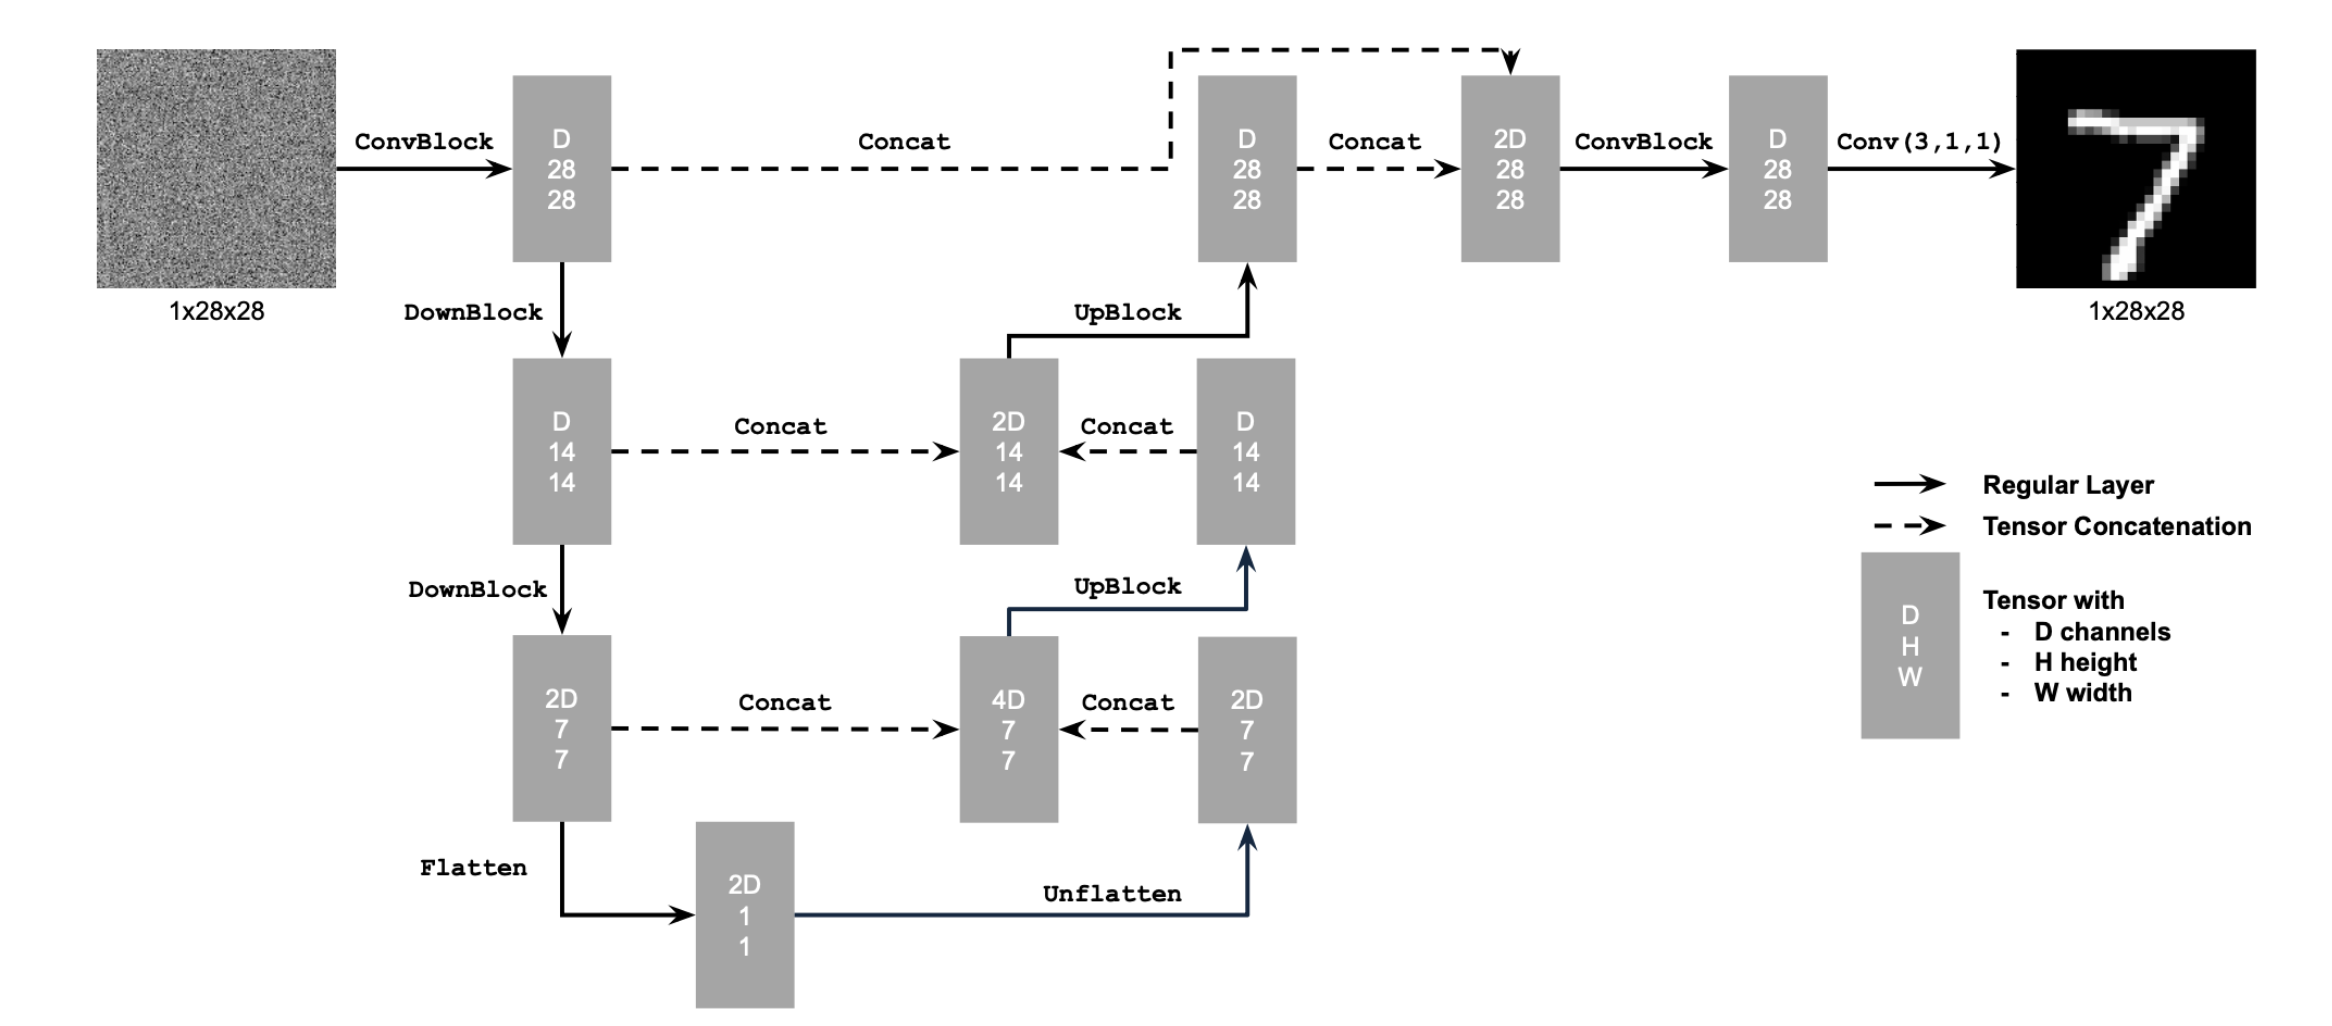 ConvBlock
D
28
28
Concat
D
28
28
Concat
2D
28
28
ConvBlock
D
28
28
Conv(3,1,1)
1x28x28
1x28x28
DownBlock
UpBlock
D
14
14
Concat
2D
14
14
Concat
D
14
14
DownBlock
UpBlock
2D
7
7
Concat
4D
7
7
Concat
2D
7
7
Flatten
2D
1
1
Unflatten
Regular Layer
Tensor Concatenation
D
H
W
Tensor with
- D channels
- H height
- W width
7